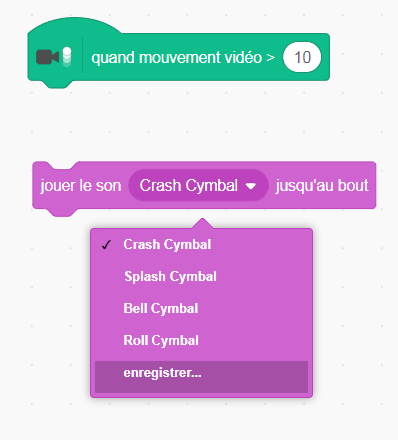 quand mouvement vidéo > 10
jouer le son Crash Cymbal jusqu'au bout
Crash Cymbal
Splash Cymbal
Bell Cymbal
Roll Cymbal
enregistrer...